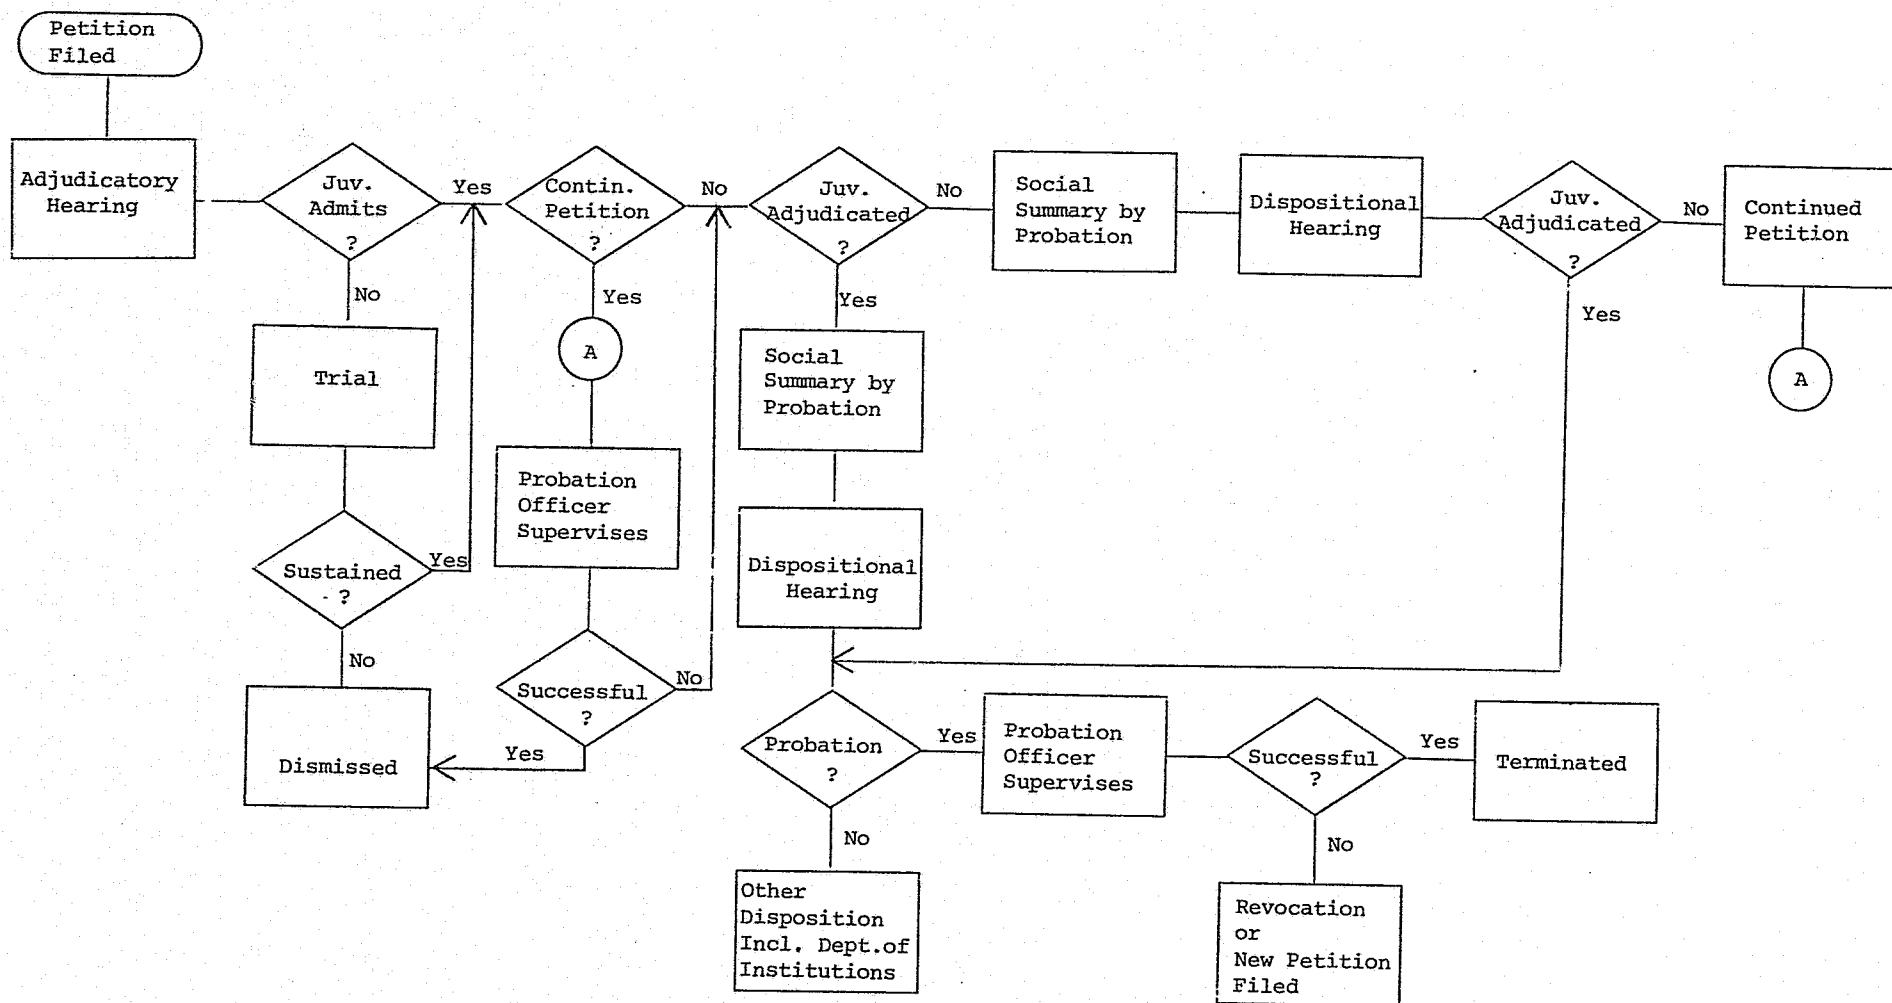 Petition
Filed
Adjudicatory
Hearing
Juv.
Admits
?
Yes
No
Trial
Sustained
?
Yes
No
Dismissed
Contin.
Petition
?
No
Yes
A
Probation
Officer
Supervises
Successful
?
No
Yes
Juv.
Adjudicated
?
No
Yes
Social
Summary by
Probation
Dispositional
Hearing
Probation
?
Yes
No
Other
Disposition
Incl. Dept.of
Institutions
Probation
Officer
Supervises
Successful
?
Yes
Terminated
No
Revocation
or
New Petition
Filed
Social
Summary by
Probation
Dispositional
Hearing
Juv.
Adjudicated
?
No
Yes
Continued
Petition
A